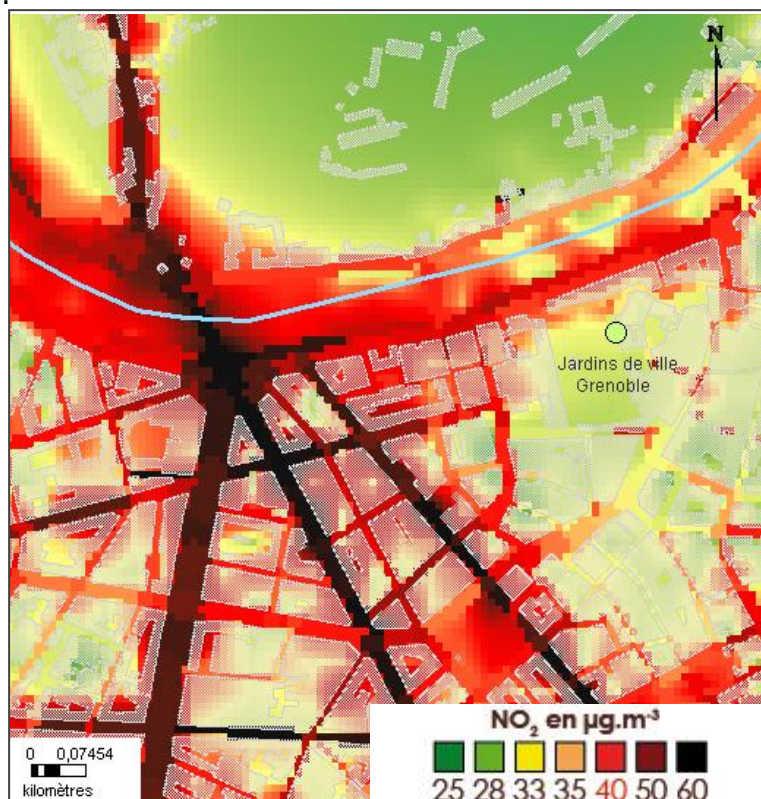 N
Jardins de ville
Grenoble
0 0,07454
kilomètres
NO₂ en µg.m⁻³
25 28 33 35 40 50 60